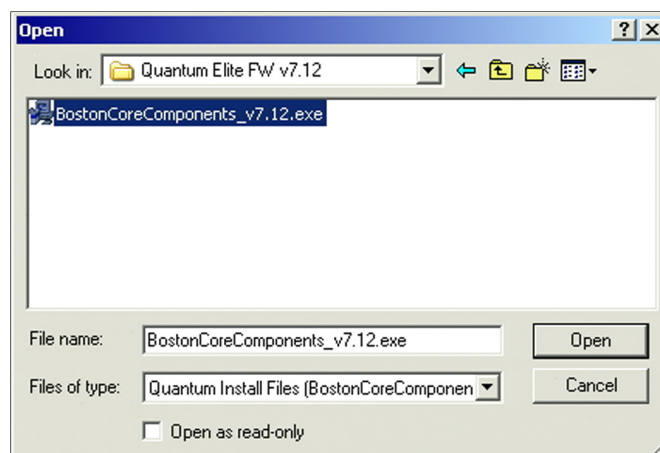 Open
Look in: Quantum Elite FW v7.12
BostonCoreComponents_v7.12.exe
File name: BostonCoreComponents_v7.12.exe Open
Files of type: Quantum Install Files (BostonCoreComponen Cancel
Open as read-only